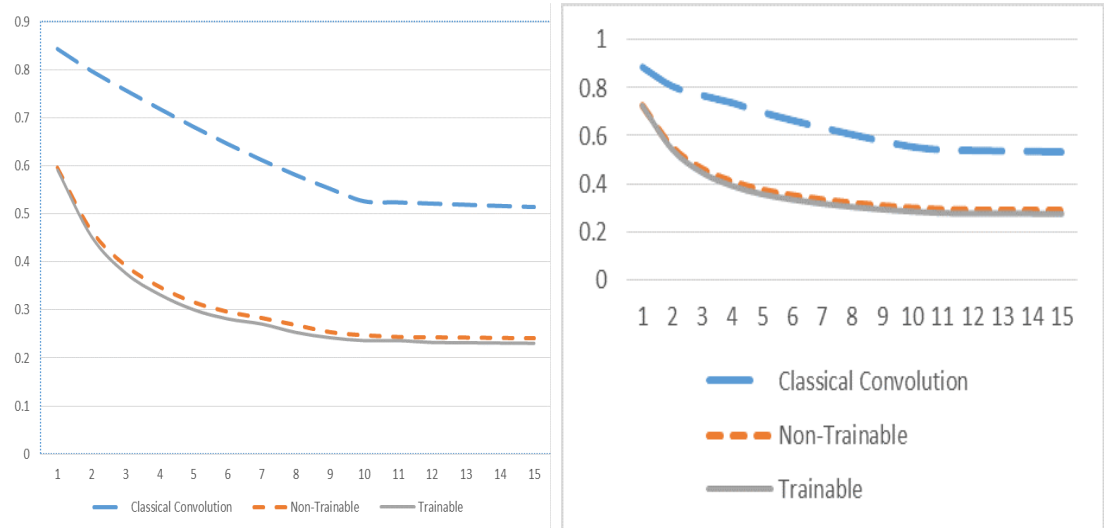 0.9
0.8
0.7
0.6
0.5
0.4
0.3
0.2
0.1
0
1 2 3 4 5 6 7 8 9 10 11 12 13 14 15
Classical Convolution Non-Trainable Trainable
1
0.8
0.6
0.4
0.2
0
1 2 3 4 5 6 7 8 9 10 11 12 13 14 15
Classical Convolution
Non-Trainable
Trainable